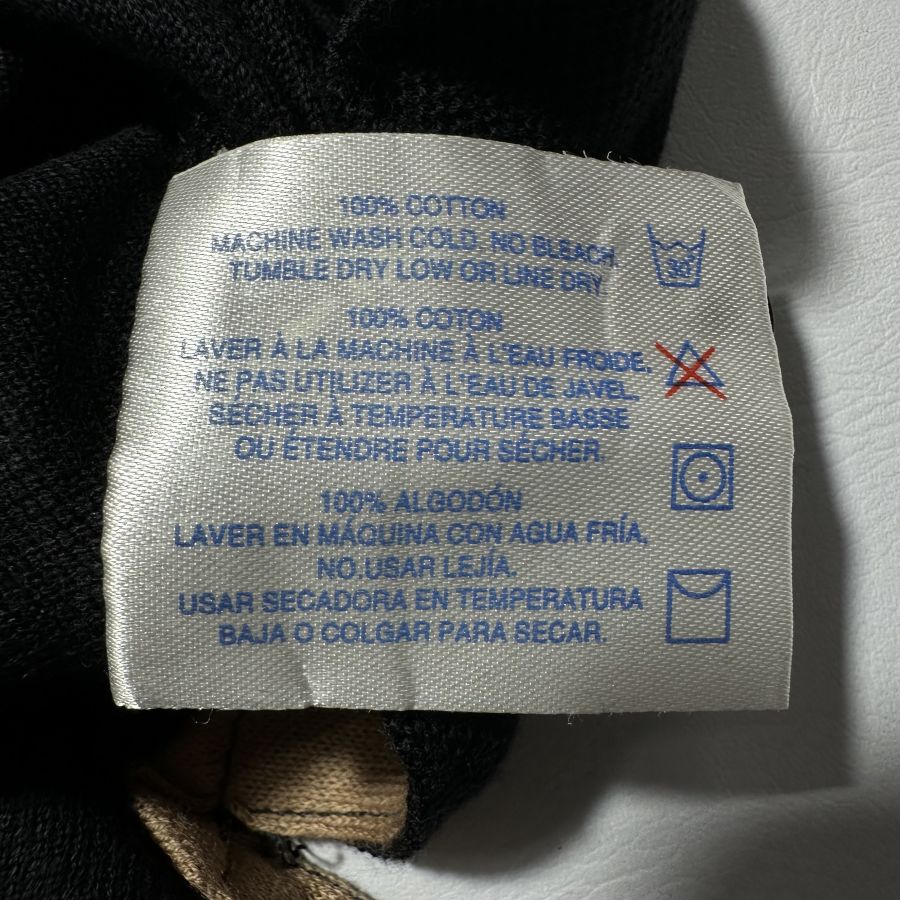 100% COTTON
MACHINE WASH COLD. NO BLEACH.
TUMBLE DRY LOW OR LINE DRY.
30
100% COTON
LAVER À LA MACHINE À L'EAU FROIDE.
NE PAS UTILIZER À L'EAU DE JAVEL.
SÉCHER À TEMPERATURE BASSE
OU ÉTENDRE POUR SÉCHER.
100% ALGODÓN
LAVER EN MÁQUINA CON AGUA FRÍA.
NO.USAR LEJÍA.
USAR SECADORA EN TEMPERATURA
BAJA O COLGAR PARA SECAR.